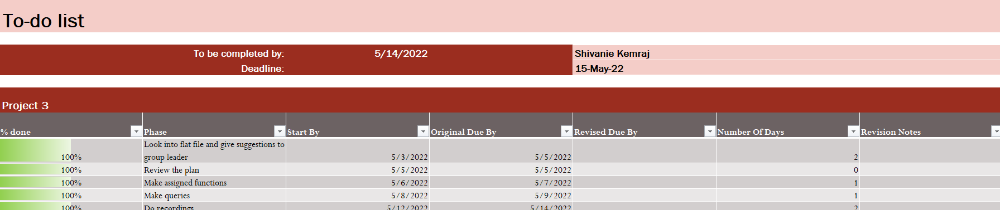 To-do list
To be completed by: 5/14/2022 Shivanie Kemraj
Deadline: 15-May-22
Project 3
% done Phase Start By Original Due By Revised Due By Number Of Days Revision Notes
Look into flat file and give suggestions to
100% group leader 5/3/2022 5/5/2022 2
100% Review the plan 5/5/2022 5/5/2022 0
100% Make assigned functions 5/6/2022 5/7/2022 1
100% Make queries 5/8/2022 5/9/2022 1
100% Do recordings 5/12/2022 5/14/2022 2